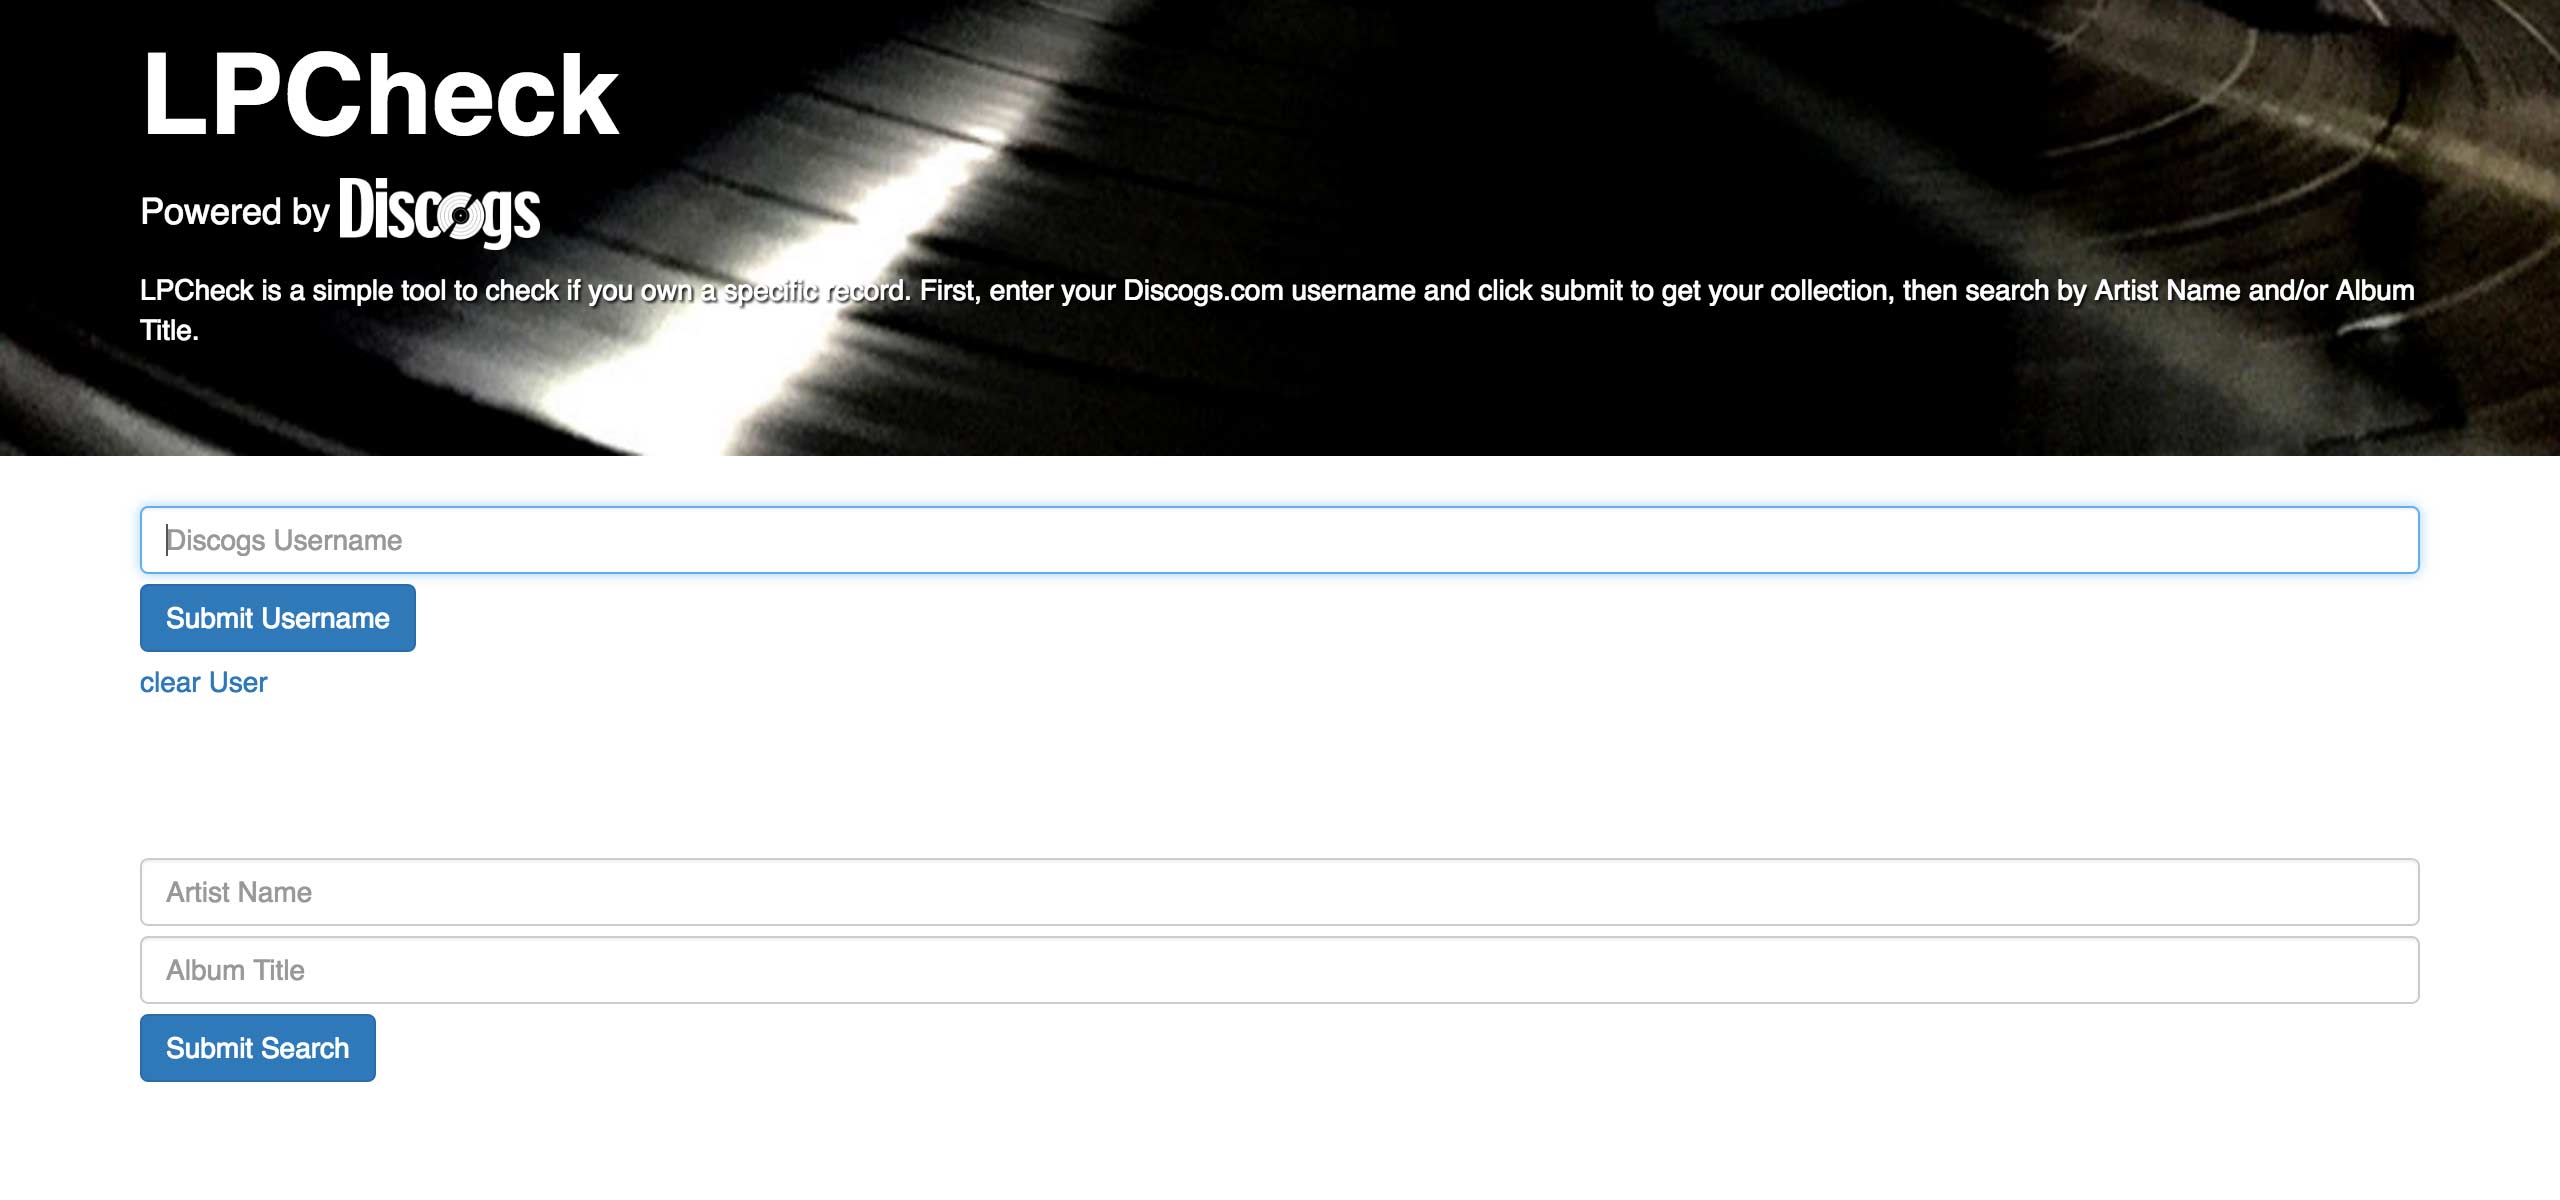 LPCheck
Powered by Discogs
LPCheck is a simple tool to check if you own a specific record. First, enter your Discogs.com username and click submit to get your collection, then search by Artist Name and/or Album
Title.
Discogs Username
Submit Username
clear User
Artist Name
Album Title
Submit Search